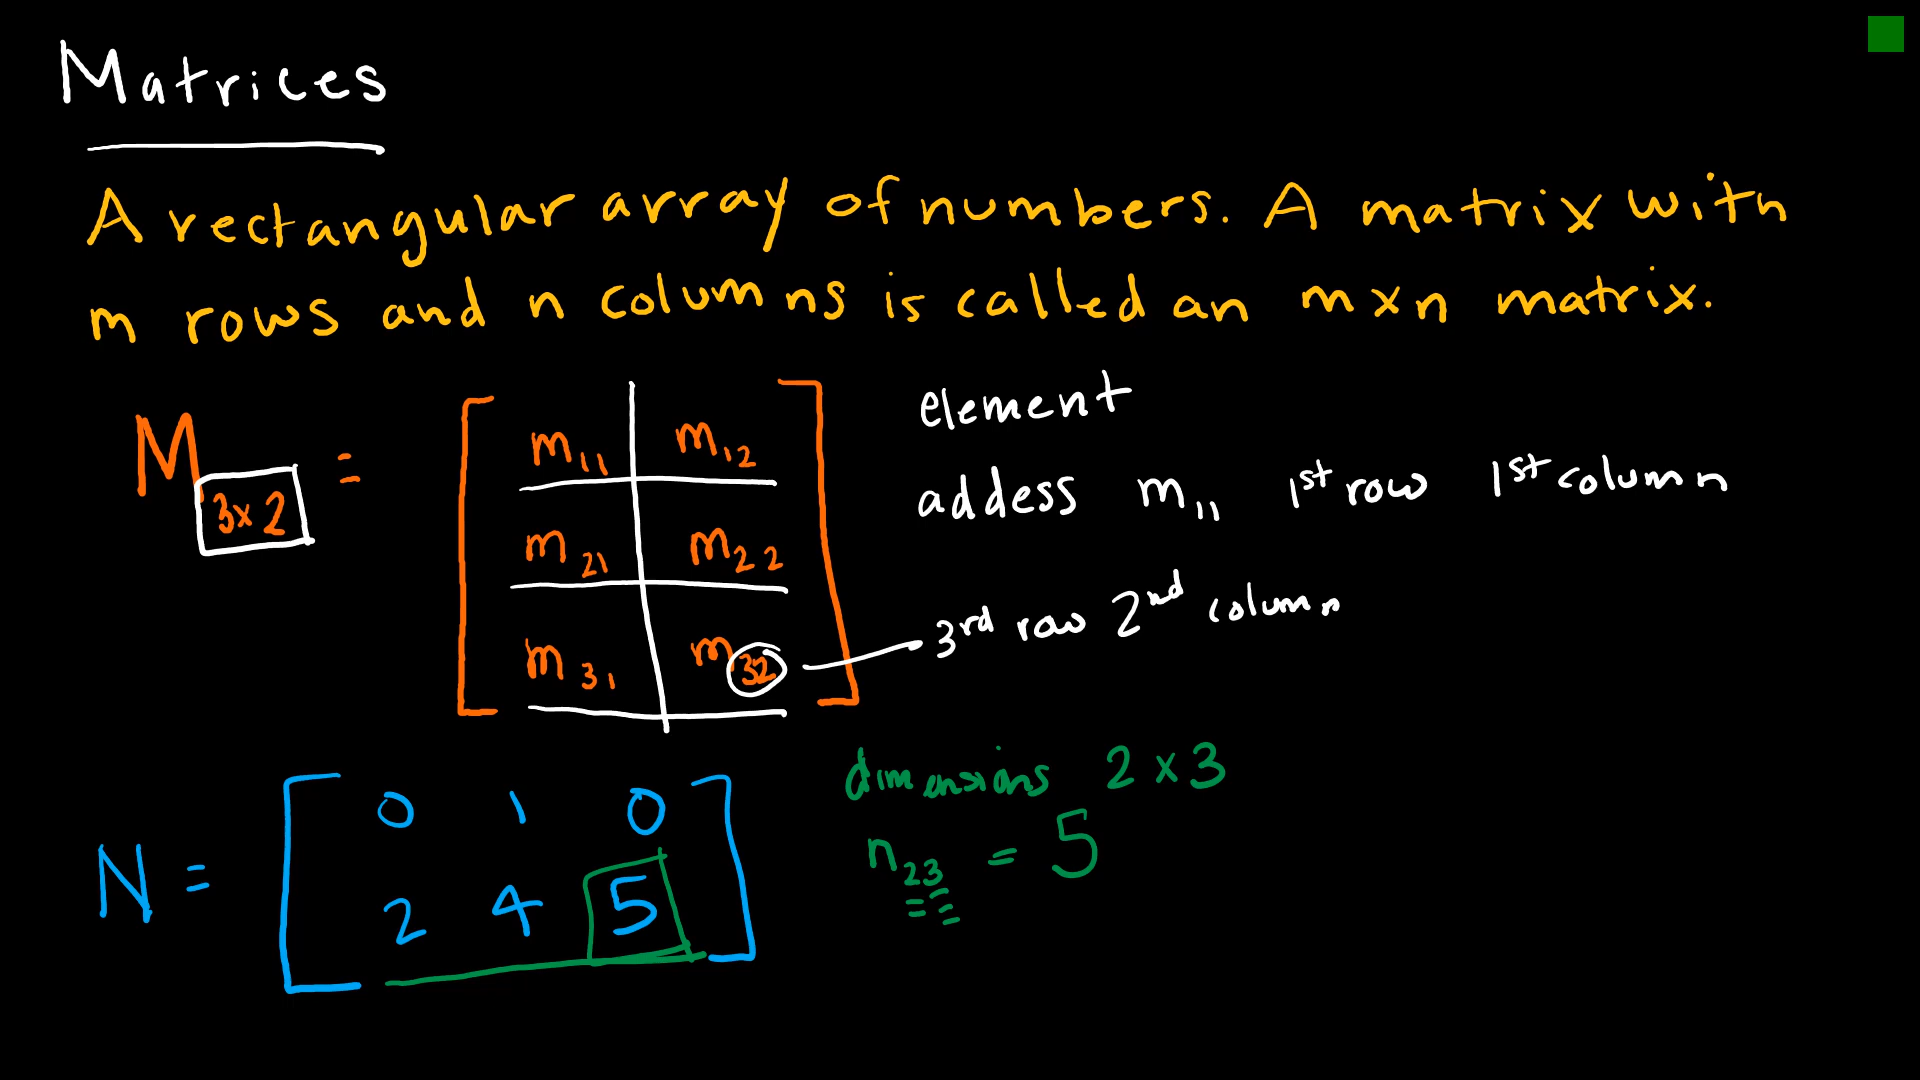 Matrices
A rectangular array of numbers. A matrix with
m rows and n columns is called an mxn matrix.
M 3x2 = [ m11 m12
m21 m22
m31 m32 ]
element
addess m11 1st row 1st column
3rd row 2nd column
N = [ 0 1 0
2 4 5 ]
dimensions 2 x 3
n23 = 5